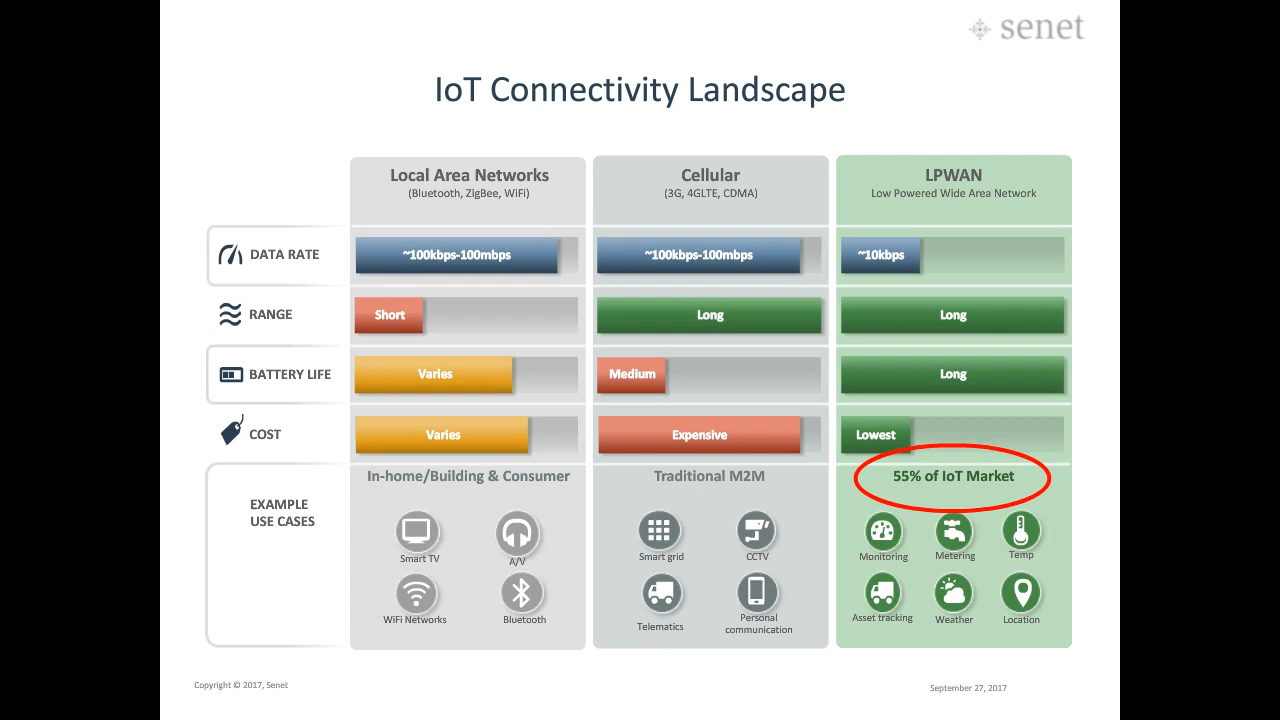 senet
IoT Connectivity Landscape
Local Area Networks
(Bluetooth, ZigBee, WiFi)
Cellular
(3G, 4GLTE, CDMA)
LPWAN
Low Powered Wide Area Network
DATA RATE
~100kbps-100mbps
~100kbps-100mbps
~10kbps
RANGE
Short
Long
Long
BATTERY LIFE
Varies
Medium
Long
COST
Varies
Expensive
Lowest
EXAMPLE
USE CASES
In-home/Building & Consumer
Smart TV
A/V
WiFi Networks
Bluetooth
Traditional M2M
Smart grid
CCTV
Telematics
Personal
communication
55% of IoT Market
Monitoring
Metering
Temp
Asset tracking
Weather
Location
Copyright © 2017, Senet
September 27, 2017